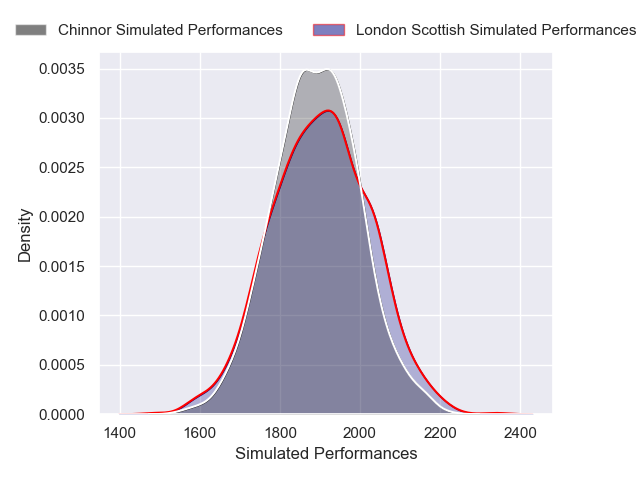 Chinnor Simulated Performances London Scottish Simulated Performances
0.0035
0.0030
0.0025
0.0020
0.0015
0.0010
0.0005
0.0000
Density
1400 1600 1800 2000 2200 2400
Simulated Performances